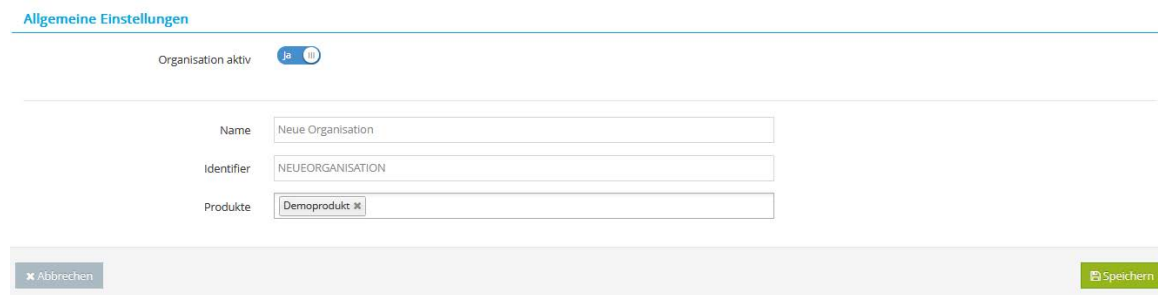 Allgemeine Einstellungen
Organisation aktiv Ja
Name Neue Organisation
Identifier NEUEORGANISATION
Produkte Demoprodukt
Abbrechen Speichern